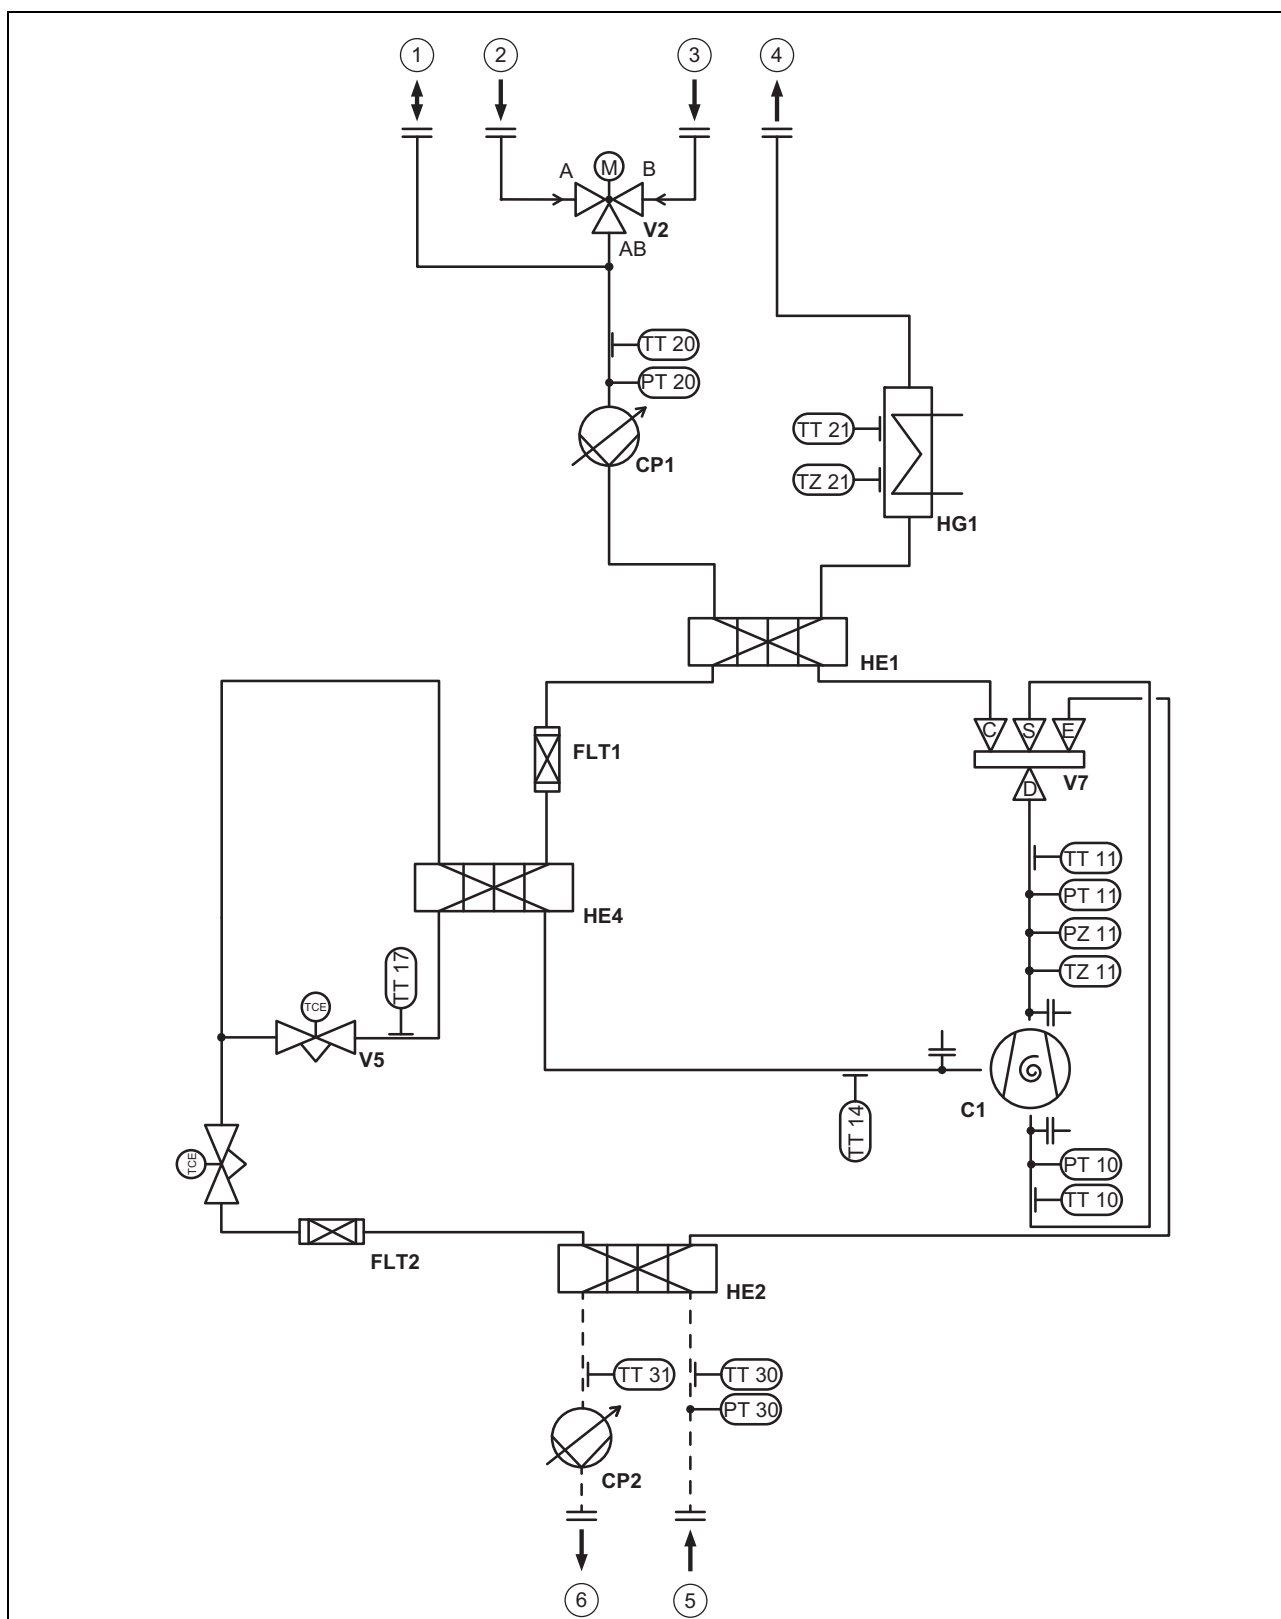 1
2
3
4
M
A
B
V2
AB
TT 20
PT 20
CP1
TT 21
TZ 21
HG1
HE1
C
S
E
V7
D
FLT1
TT 11
PT 11
HE4
PZ 11
TT 17
TZ 11
TCE
V5
C1
TT 14
TCE
PT 10
TT 10
FLT2
HE2
TT 31
TT 30
PT 30
CP2
6
5